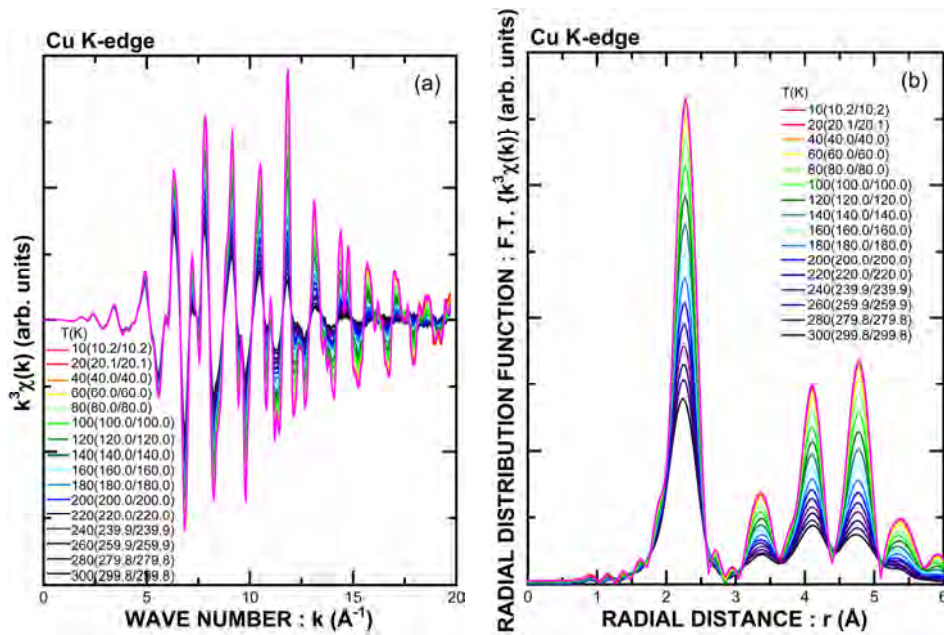 Cu K-edge
(a)
k³χ(k) (arb. units)
T(K)
10(10.2/10.2)
20(20.1/20.1)
40(40.0/40.0)
60(60.0/60.0)
80(80.0/80.0)
100(100.0/100.0)
120(120.0/120.0)
140(140.0/140.0)
160(160.0/160.0)
180(180.0/180.0)
200(200.0/200.0)
220(220.0/220.0)
240(239.9/239.9)
260(259.9/259.9)
280(279.8/279.8)
300(299.8/299.8)
0 5 10 15 20
WAVE NUMBER : k (Å⁻¹)
Cu K-edge
(b)
RADIAL DISTRIBUTION FUNCTION : F.T. {k³χ(k)} (arb. units)
T(K)
10(10.2/10.2)
20(20.1/20.1)
40(40.0/40.0)
60(60.0/60.0)
80(80.0/80.0)
100(100.0/100.0)
120(120.0/120.0)
140(140.0/140.0)
160(160.0/160.0)
180(180.0/180.0)
200(200.0/200.0)
220(220.0/220.0)
240(239.9/239.9)
260(259.9/259.9)
280(279.8/279.8)
300(299.8/299.8)
0 1 2 3 4 5 6
RADIAL DISTANCE : r (Å)